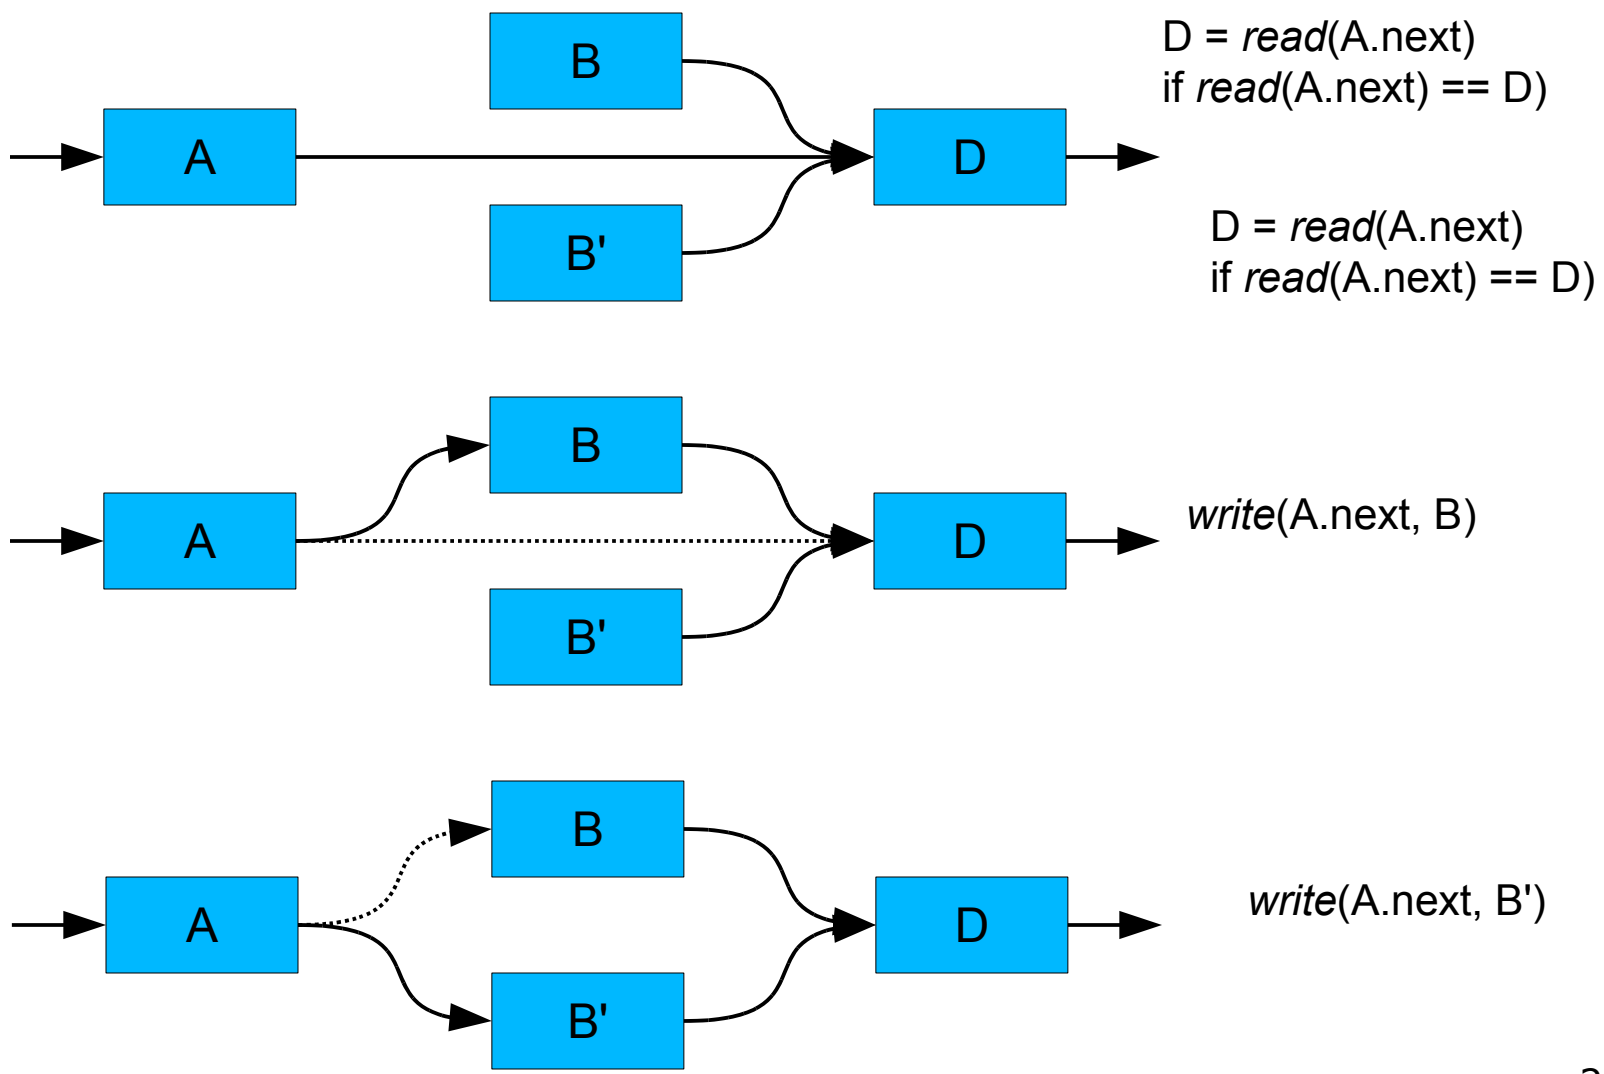 B
D = read(A.next)
if read(A.next) == D)
A
D
B'
D = read(A.next)
if read(A.next) == D)
B
A
D
write(A.next, B)
B'
B
A
D
write(A.next, B')
B'